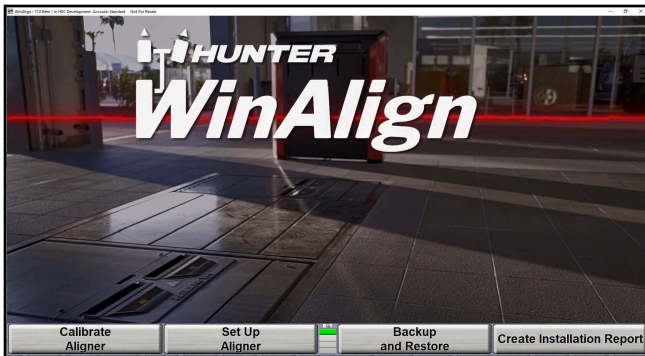 WinAlign - 17.0 Beta 1 In HEC Development Account: Standard Not For Resale
HUNTER
WinAlign
Calibrate
Aligner
Set Up
Aligner
Backup
and Restore
Create Installation Report